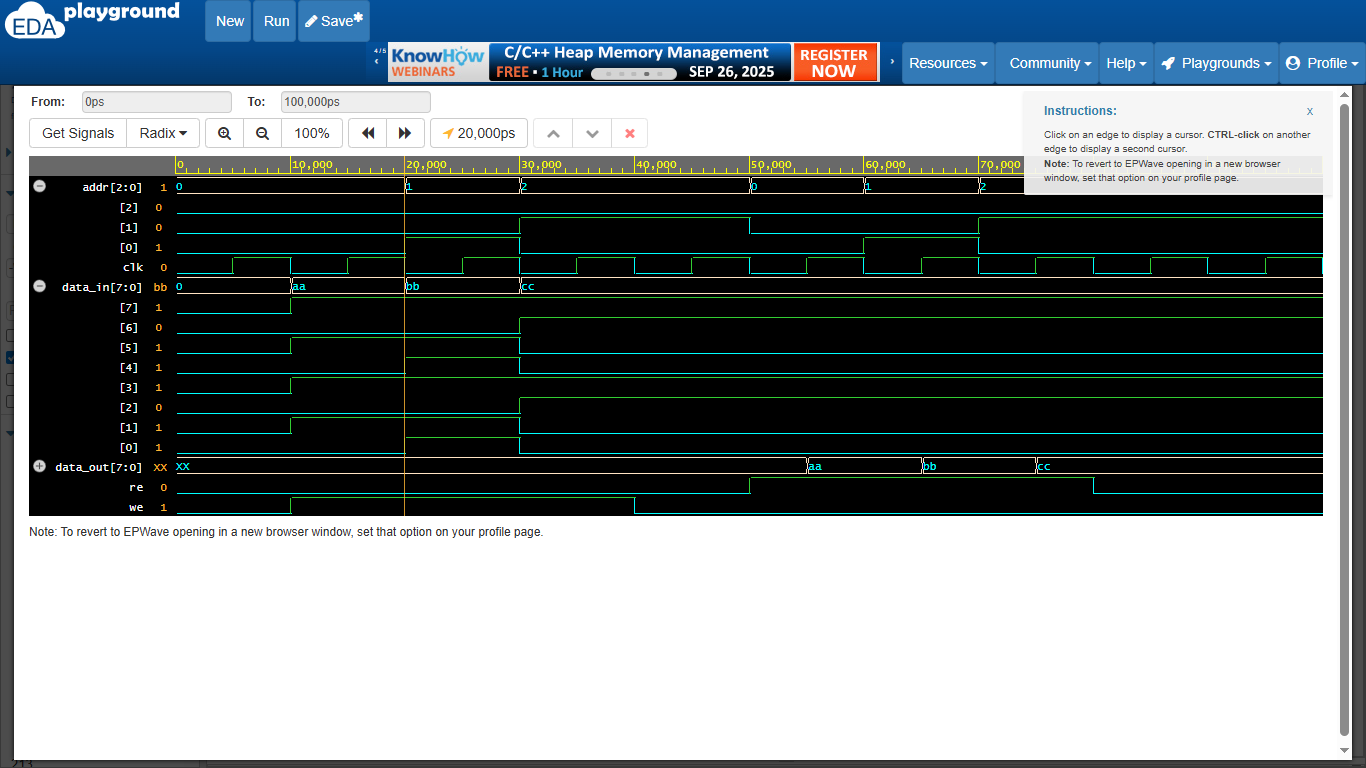 EDA playground
New Run Save*
4/5 KnowHow WEBINARS C/C++ Heap Memory Management FREE • 1 Hour SEP 26, 2025 REGISTER NOW
Resources Community Help Playgrounds Profile
From: 0ps To: 100,000ps
Get Signals Radix 100% 20,000ps
Instructions: x
Click on an edge to display a cursor. CTRL-click on another
edge to display a second cursor.
Note: To revert to EPWave opening in a new browser
window, set that option on your profile page.
0 10,000 20,000 30,000 40,000 50,000 60,000 70,000
addr[2:0] 1 0 1 2 0 1 2
[2] 0
[1] 0
[0] 1
clk 0
data_in[7:0] bb 0 aa bb cc
[7] 1
[6] 0
[5] 1
[4] 1
[3] 1
[2] 0
[1] 1
[0] 1
data_out[7:0] XX XX aa bb cc
re 0
we 1
Note: To revert to EPWave opening in a new browser window, set that option on your profile page.